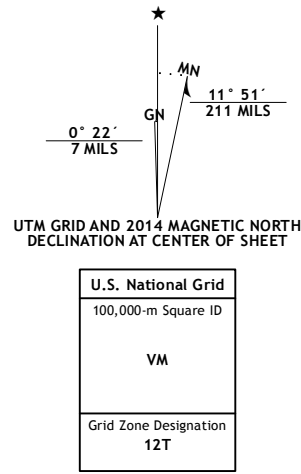 ★
MN
GN
11° 51´
211 MILS
0° 22´
7 MILS
UTM GRID AND 2014 MAGNETIC NORTH
DECLINATION AT CENTER OF SHEET
U.S. National Grid
100,000-m Square ID
VM
Grid Zone Designation
12T